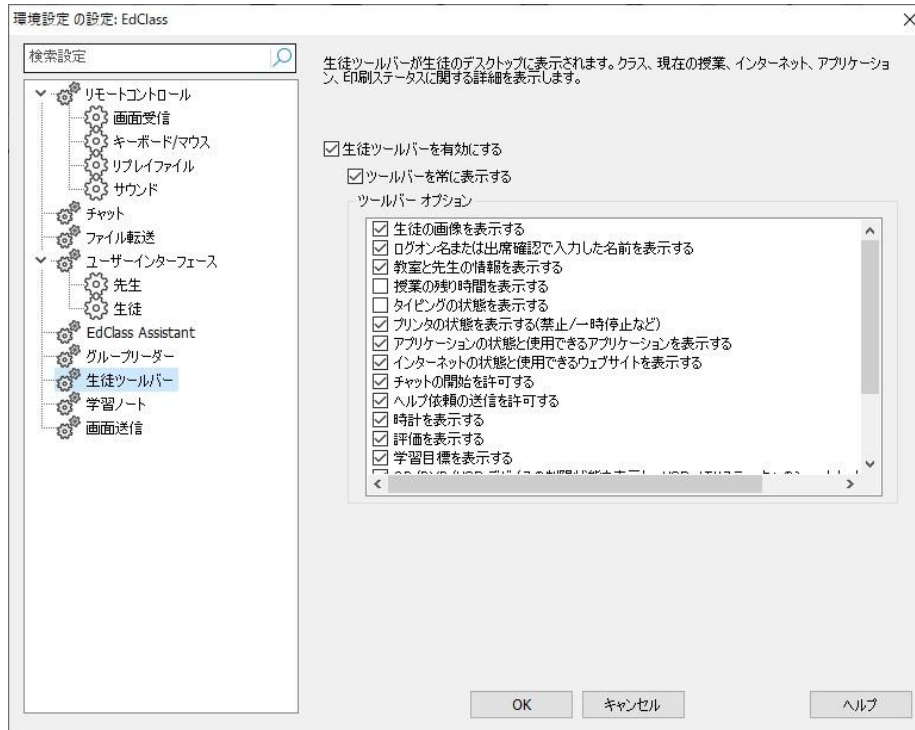 環境設定 の設定: EdClass
検索設定
リモートコントロール
画面受信
キーボード/マウス
リプレイファイル
サウンド
チャット
ファイル転送
ユーザーインターフェース
先生
生徒
EdClass Assistant
グループリーダー
生徒ツールバー
学習ノート
画面送信
生徒ツールバーが生徒のデスクトップに表示されます。クラス、現在の授業、インターネット、アプリケーショ
ン、印刷ステータスに関する詳細を表示します。
生徒ツールバーを有効にする
ツールバーを常に表示する
ツールバー オプション
生徒の画像を表示する
ログオン名または出席確認で入力した名前を表示する
教室と先生の情報を表示する
授業の残り時間を表示する
タイピングの状態を表示する
プリンタの状態を表示する(禁止/一時停止など)
アプリケーションの状態と使用できるアプリケーションを表示する
インターネットの状態と使用できるウェブサイトを表示する
チャットの開始を許可する
ヘルプ依頼の送信を許可する
時計を表示する
評価を表示する
学習目標を表示する
OK
キャンセル
ヘルプ